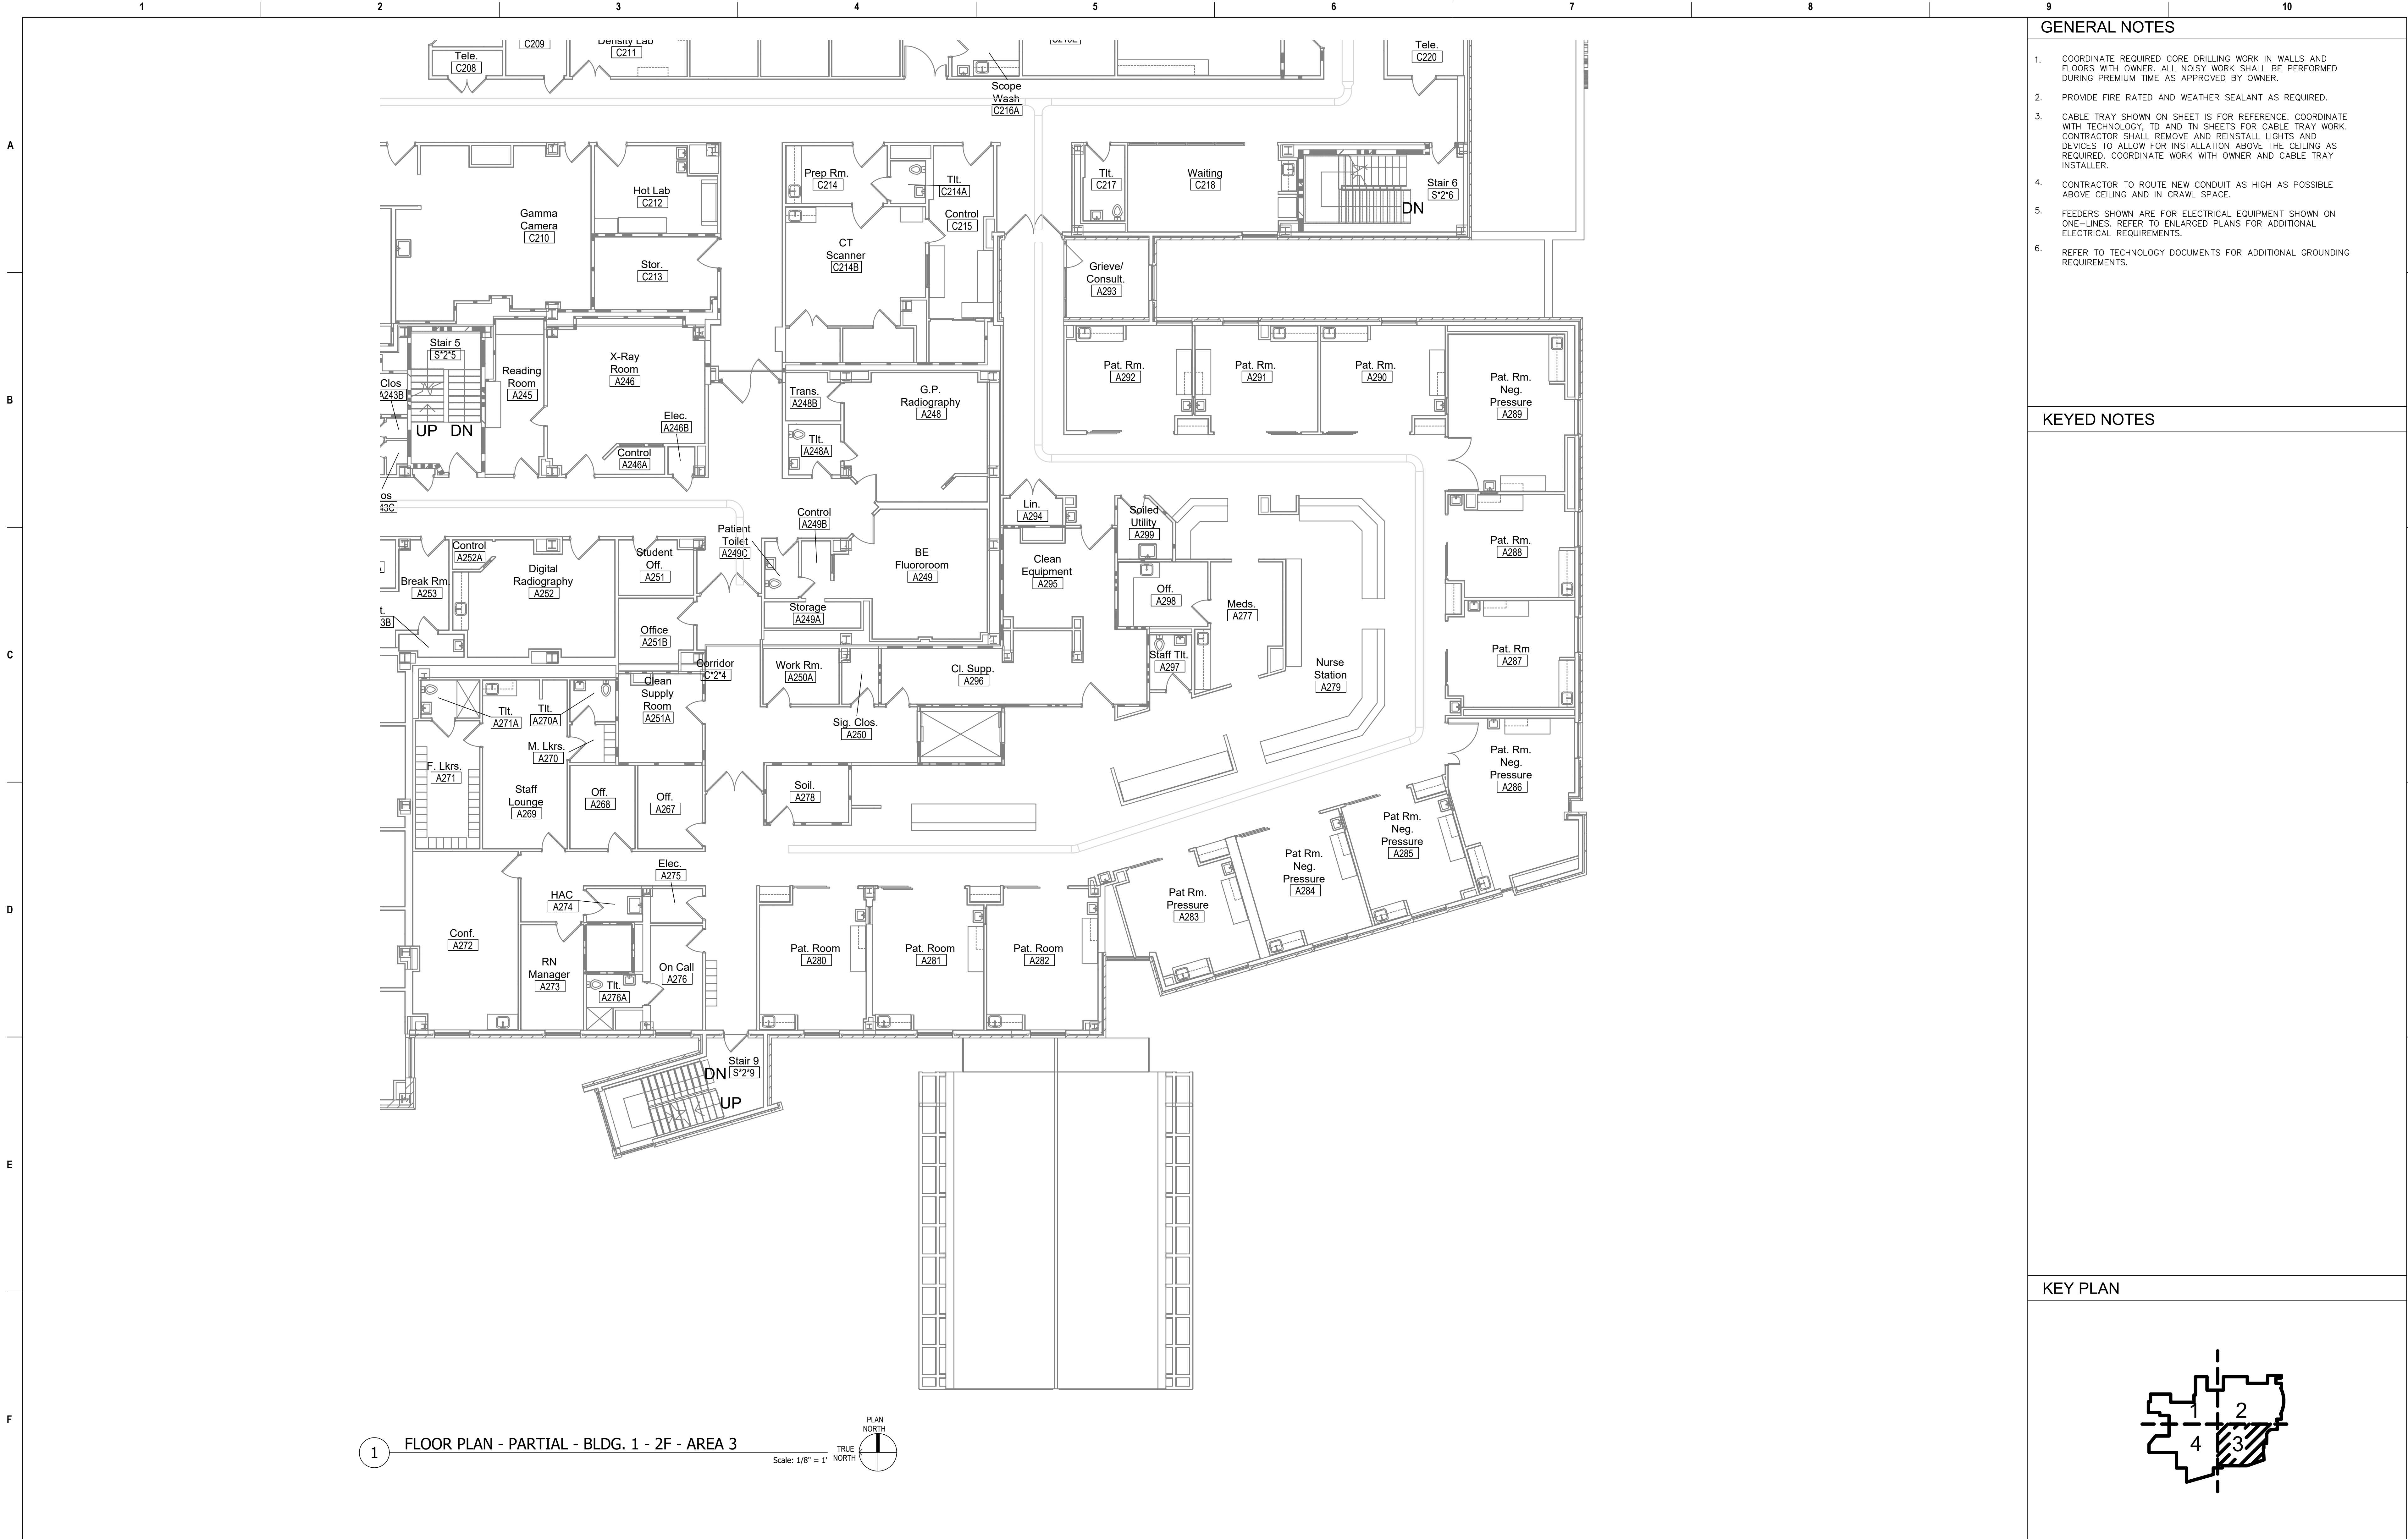 1 2 3 4 5 6 7 8 9 10
A
B
C
D
E
F
Tele.
C208
C209
Density Lab
C211
Scope
Wash
C216A
Tele.
C220
Gamma
Camera
C210
Hot Lab
C212
Stor.
C213
Prep Rm.
C214
Tlt.
C214A
Control
C215
CT
Scanner
C214B
Tlt.
C217
Waiting
C218
Stair 6
S*2*6
DN
Grieve/
Consult.
A293
Stair 5
S*2*5
UP DN
Clos
A243B
Reading
Room
A245
X-Ray
Room
A246
Elec.
A246B
Control
A246A
Trans.
A248B
G.P.
Radiography
A248
Tlt.
A248A
Pat. Rm.
A292
Pat. Rm.
A291
Pat. Rm.
A290
Pat. Rm.
Neg.
Pressure
A289
os
43C
Control
A249B
Patient
Toilet
A249C
Lin.
A294
Soiled
Utility
A299
Control
A252A
Break Rm.
A253
Digital
Radiography
A252
Student
Off.
A251
BE
Fluororoom
A249
Clean
Equipment
A295
Pat. Rm.
A288
t.
3B
Office
A251B
Storage
A249A
Off.
A298
Meds.
A277
Staff Tlt.
A297
Pat. Rm
A287
Corridor
C*2*4
Work Rm.
A250A
Cl. Supp.
A296
Nurse
Station
A279
Clean
Supply
Room
A251A
Tlt.
A271A
Tlt.
A270A
M. Lkrs.
A270
Sig. Clos.
A250
F. Lkrs.
A271
Staff
Lounge
A269
Off.
A268
Off.
A267
Soil.
A278
Pat. Rm.
Neg.
Pressure
A286
Pat Rm.
Neg.
Pressure
A285
Pat Rm.
Neg.
Pressure
A284
Pat Rm.
Pressure
A283
Elec.
A275
HAC
A274
Conf.
A272
RN
Manager
A273
Tlt.
A276A
On Call
A276
Pat. Room
A280
Pat. Room
A281
Pat. Room
A282
Stair 9
S*2*9
DN
UP
1
FLOOR PLAN - PARTIAL - BLDG. 1 - 2F - AREA 3
Scale: 1/8" = 1'
PLAN
NORTH
TRUE
NORTH
GENERAL NOTES
1. COORDINATE REQUIRED CORE DRILLING WORK IN WALLS AND
FLOORS WITH OWNER. ALL NOISY WORK SHALL BE PERFORMED
DURING PREMIUM TIME AS APPROVED BY OWNER.
2. PROVIDE FIRE RATED AND WEATHER SEALANT AS REQUIRED.
3. CABLE TRAY SHOWN ON SHEET IS FOR REFERENCE. COORDINATE
WITH TECHNOLOGY, TD AND TN SHEETS FOR CABLE TRAY WORK.
CONTRACTOR SHALL REMOVE AND REINSTALL LIGHTS AND
DEVICES TO ALLOW FOR INSTALLATION ABOVE THE CEILING AS
REQUIRED. COORDINATE WORK WITH OWNER AND CABLE TRAY
INSTALLER.
4. CONTRACTOR TO ROUTE NEW CONDUIT AS HIGH AS POSSIBLE
ABOVE CEILING AND IN CRAWL SPACE.
5. FEEDERS SHOWN ARE FOR ELECTRICAL EQUIPMENT SHOWN ON
ONE-LINES. REFER TO ENLARGED PLANS FOR ADDITIONAL
ELECTRICAL REQUIREMENTS.
6. REFER TO TECHNOLOGY DOCUMENTS FOR ADDITIONAL GROUNDING
REQUIREMENTS.
KEYED NOTES
KEY PLAN
1 2
4 3